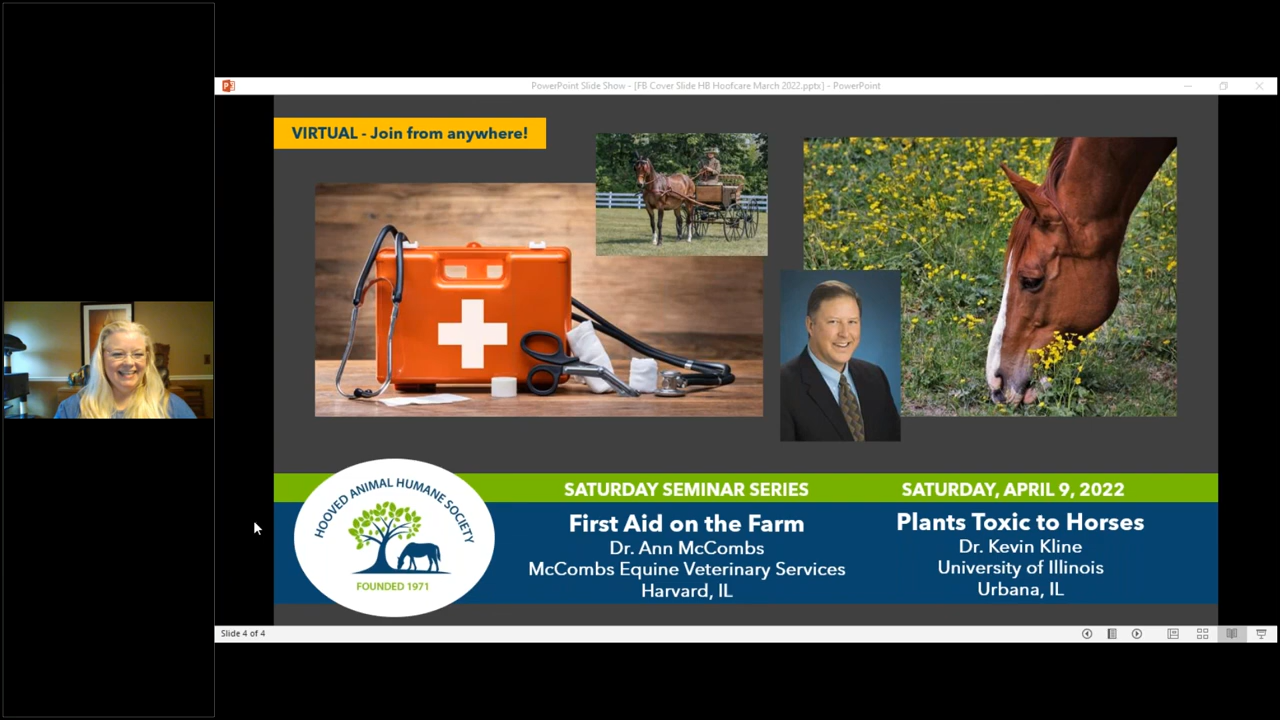 PowerPoint Slide Show - [FB Cover Slide HB Hoofcare March 2022.pptx] - PowerPoint
VIRTUAL - Join from anywhere!
HOOVED ANIMAL HUMANE SOCIETY
FOUNDED 1971
SATURDAY SEMINAR SERIES
First Aid on the Farm
Dr. Ann McCombs
McCombs Equine Veterinary Services
Harvard, IL
SATURDAY, APRIL 9, 2022
Plants Toxic to Horses
Dr. Kevin Kline
University of Illinois
Urbana, IL
Slide 4 of 4